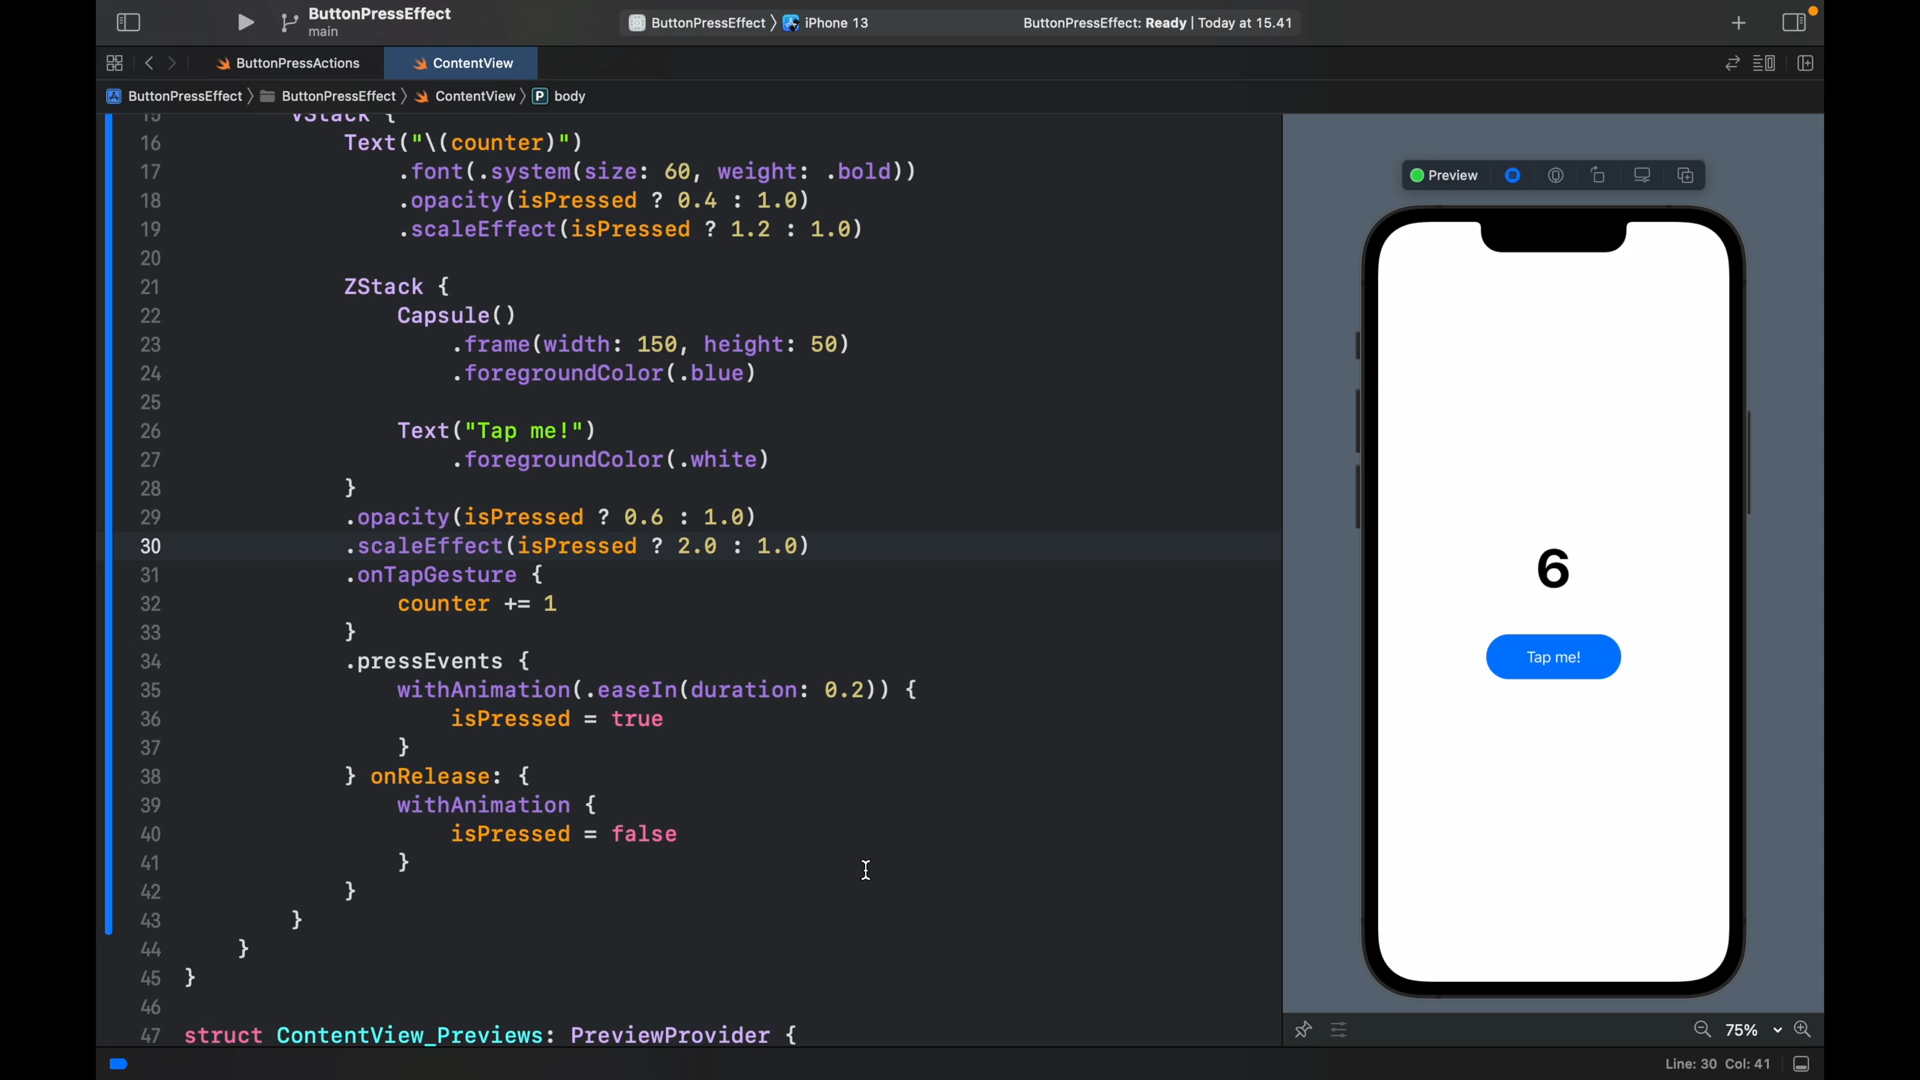 ButtonPressEffect
main
ButtonPressEffect 〉 iPhone 13
ButtonPressEffect: Ready | Today at 15.41
ButtonPressActions
ContentView
ButtonPressEffect 〉 ButtonPressEffect 〉 ContentView 〉 P body
15 VStack {
16 Text("\(counter)")
17 .font(.system(size: 60, weight: .bold))
18 .opacity(isPressed ? 0.4 : 1.0)
19 .scaleEffect(isPressed ? 1.2 : 1.0)
20
21 ZStack {
22 Capsule()
23 .frame(width: 150, height: 50)
24 .foregroundColor(.blue)
25
26 Text("Tap me!")
27 .foregroundColor(.white)
28 }
29 .opacity(isPressed ? 0.6 : 1.0)
30 .scaleEffect(isPressed ? 2.0 : 1.0)
31 .onTapGesture {
32 counter += 1
33 }
34 .pressEvents {
35 withAnimation(.easeIn(duration: 0.2)) {
36 isPressed = true
37 }
38 } onRelease: {
39 withAnimation {
40 isPressed = false
41 }
42 }
43 }
44 }
45 }
46
47 struct ContentView_Previews: PreviewProvider {
Preview
6
Tap me!
75%
Line: 30 Col: 41